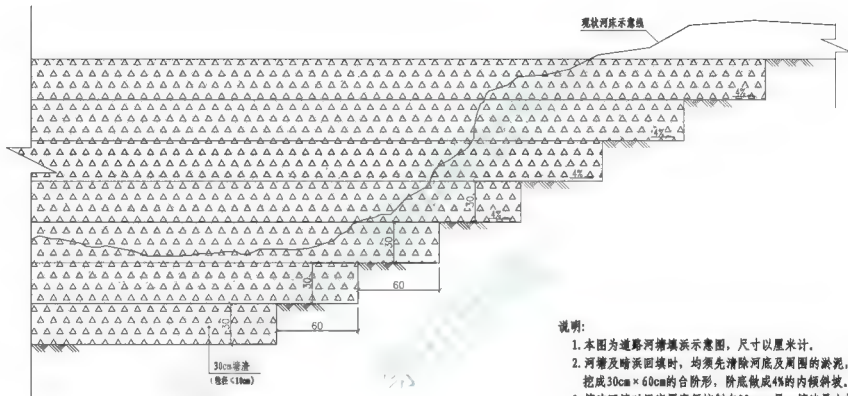 现状河床示意线
4%
4%
4%
30
4%
30
30
60
30
60
30cm塘渣
(粒径≤10cm)
说明:
1. 本图为道路河塘填浜示意图，尺寸以厘米计。
2. 河塘及暗浜回填时，均须先清除河底及周围的淤泥，
挖成30cm×60cm的台阶形，阶底做成4%的内倾斜坡。